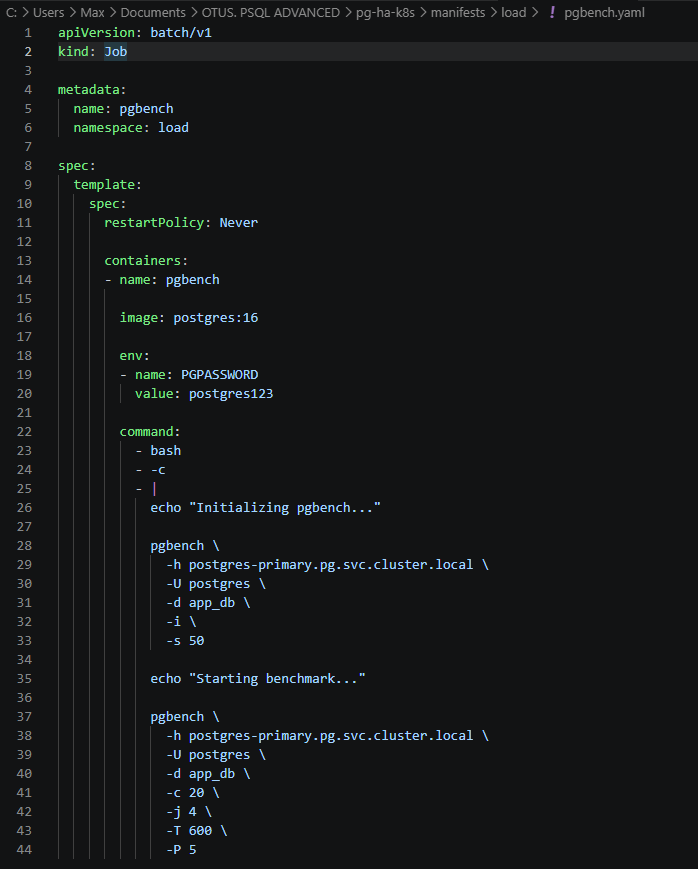 C: > Users > Max > Documents > OTUS. PSQL ADVANCED > pg-ha-k8s > manifests > load > ! pgbench.yaml
1 apiVersion: batch/v1
2 kind: Job
3
4 metadata:
5   name: pgbench
6   namespace: load
7
8 spec:
9   template:
10     spec:
11       restartPolicy: Never
12
13       containers:
14       - name: pgbench
15
16         image: postgres:16
17
18         env:
19         - name: PGPASSWORD
20           value: postgres123
21
22         command:
23           - bash
24           - -c
25           - |
26             echo "Initializing pgbench..."
27
28             pgbench \
29               -h postgres-primary.pg.svc.cluster.local \
30               -U postgres \
31               -d app_db \
32               -i \
33               -s 50
34
35             echo "Starting benchmark..."
36
37             pgbench \
38               -h postgres-primary.pg.svc.cluster.local \
39               -U postgres \
40               -d app_db \
41               -c 20 \
42               -j 4 \
43               -T 600 \
44               -P 5